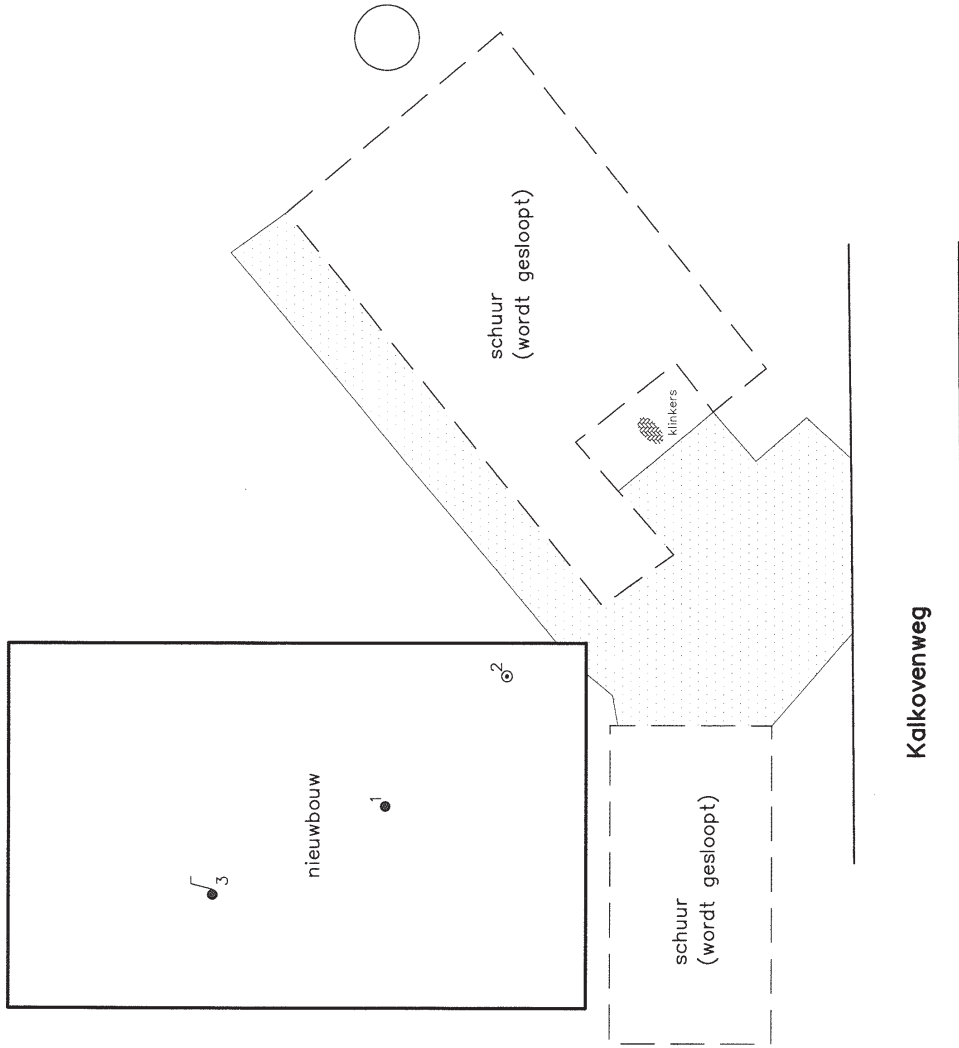 schuur
(wordt gesloopt)
klinkers
2
1
nieuwbouw
3
schuur
(wordt gesloopt)
Kalkovenweg